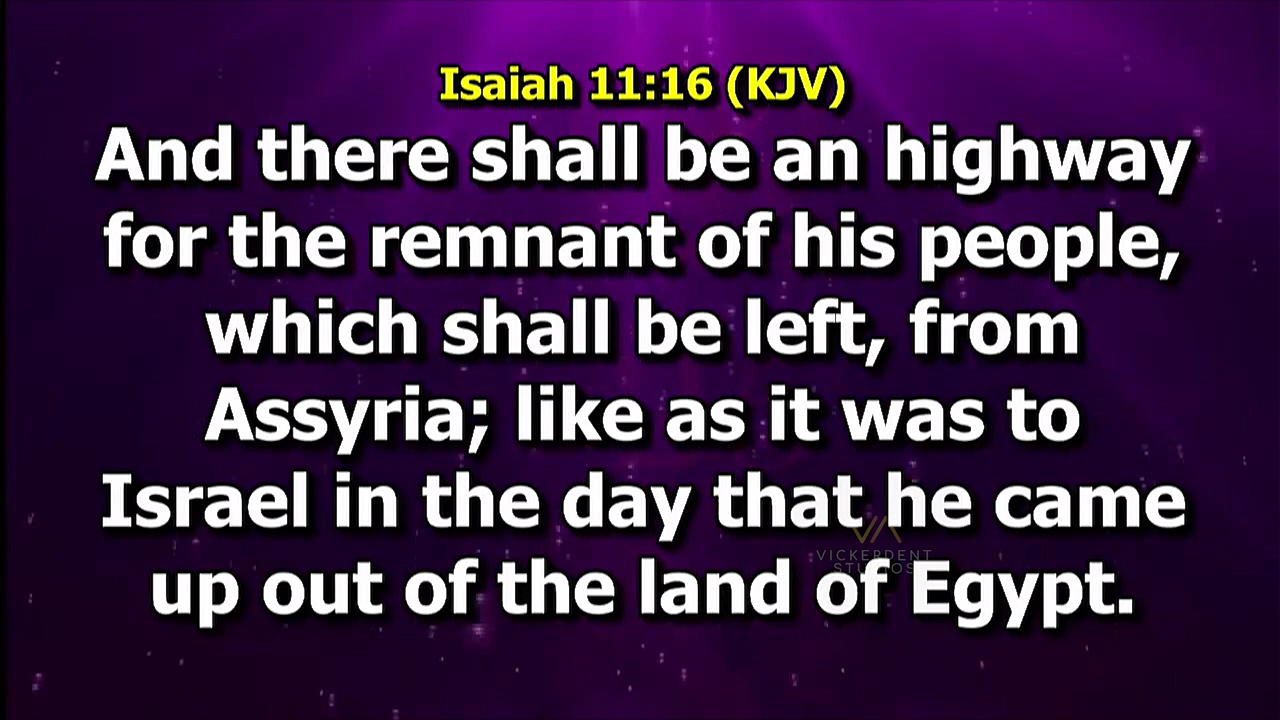 Isaiah 11:16 (KJV)
And there shall be an highway
for the remnant of his people,
which shall be left, from
Assyria; like as it was to
Israel in the day that he came
VICKERDENT
STUDIOS
up out of the land of Egypt.